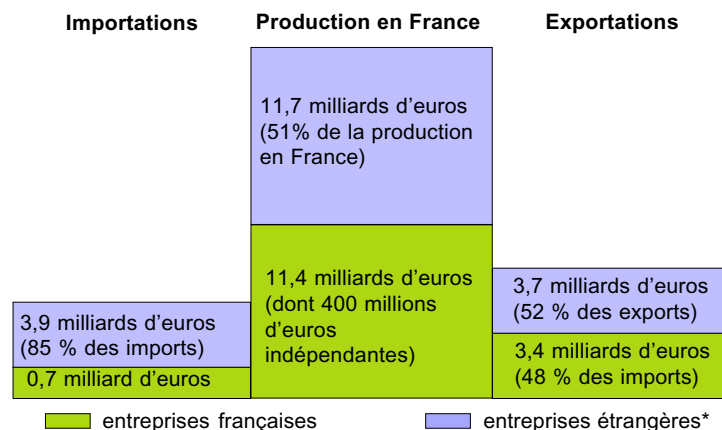 Importations
Production en France
Exportations
11,7 milliards d'euros
(51% de la production
en France)
11,4 milliards d'euros
(dont 400 millions
d'euros
indépendantes)
3,9 milliards d'euros
(85 % des imports)
0,7 milliard d'euros
3,7 milliards d'euros
(52 % des exports)
3,4 milliards d'euros
(48 % des imports)
entreprises françaises
entreprises étrangères*